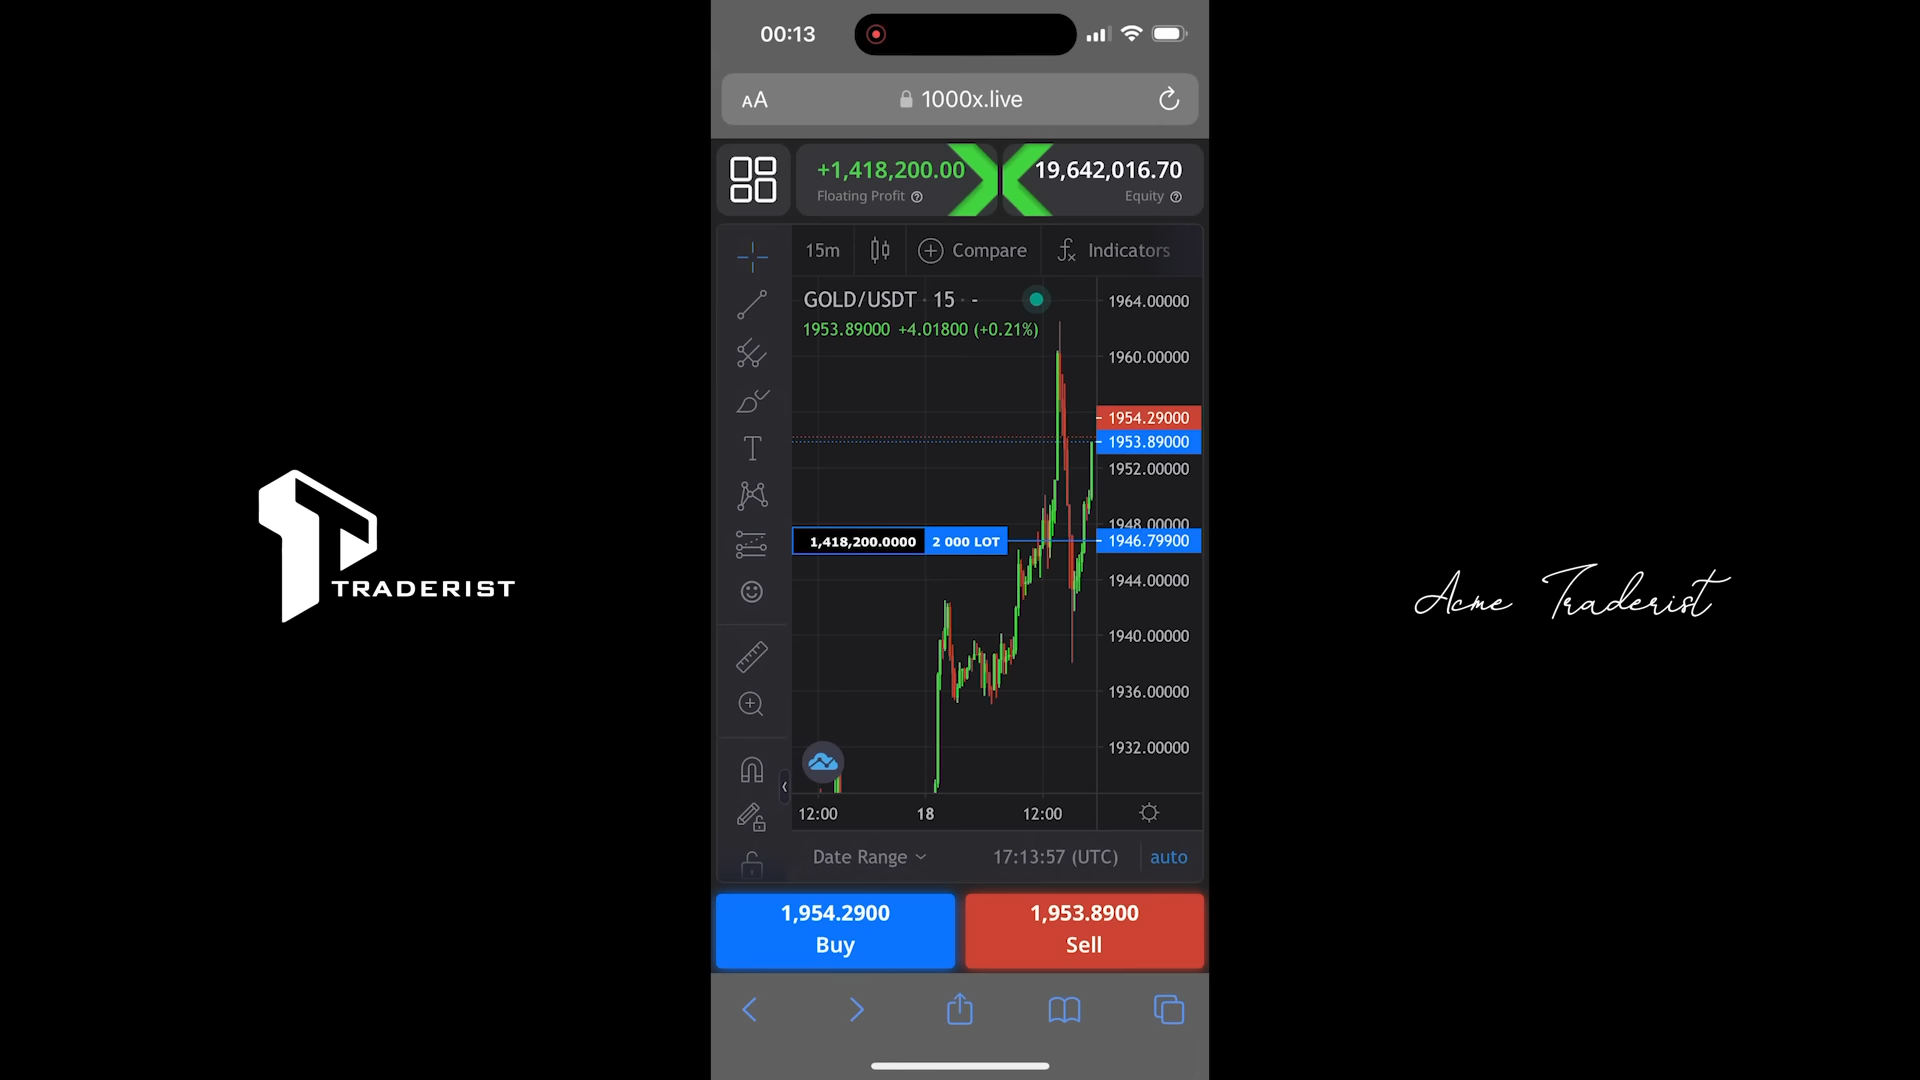 00:13
AA
1000x.live
+1,418,200.00
Floating Profit
19,642,016.70
Equity
15m
Compare
Indicators
GOLD/USDT · 15 · -
1953.89000 +4.01800 (+0.21%)
1964.00000
1960.00000
1954.29000
1953.89000
1952.00000
1948.00000
1,418,200.0000
2 000 LOT
1946.79900
1944.00000
1940.00000
1936.00000
1932.00000
12:00
18
12:00
Date Range
17:13:57 (UTC)
auto
1,954.2900
Buy
1,953.8900
Sell
TRADERIST
Acme Traderist